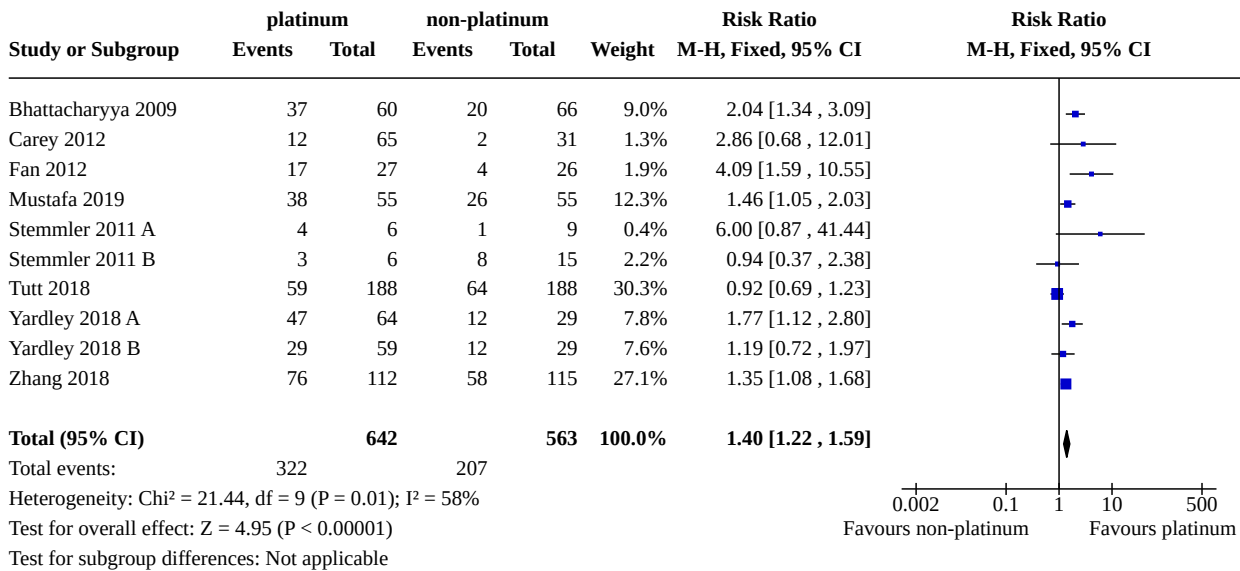 platinum non-platinum Risk Ratio Risk Ratio
Study or Subgroup Events Total Events Total Weight M-H, Fixed, 95% CI M-H, Fixed, 95% CI
Bhattacharyya 2009 37 60 20 66 9.0% 2.04 [1.34 , 3.09]
Carey 2012 12 65 2 31 1.3% 2.86 [0.68 , 12.01]
Fan 2012 17 27 4 26 1.9% 4.09 [1.59 , 10.55]
Mustafa 2019 38 55 26 55 12.3% 1.46 [1.05 , 2.03]
Stemmler 2011 A 4 6 1 9 0.4% 6.00 [0.87 , 41.44]
Stemmler 2011 B 3 6 8 15 2.2% 0.94 [0.37 , 2.38]
Tutt 2018 59 188 64 188 30.3% 0.92 [0.69 , 1.23]
Yardley 2018 A 47 64 12 29 7.8% 1.77 [1.12 , 2.80]
Yardley 2018 B 29 59 12 29 7.6% 1.19 [0.72 , 1.97]
Zhang 2018 76 112 58 115 27.1% 1.35 [1.08 , 1.68]
Total (95% CI) 642 563 100.0% 1.40 [1.22 , 1.59]
Total events: 322 207
Heterogeneity: Chi² = 21.44, df = 9 (P = 0.01); I² = 58%
0.002 0.1 1 10 500
Test for overall effect: Z = 4.95 (P < 0.00001)
Favours non-platinum Favours platinum
Test for subgroup differences: Not applicable